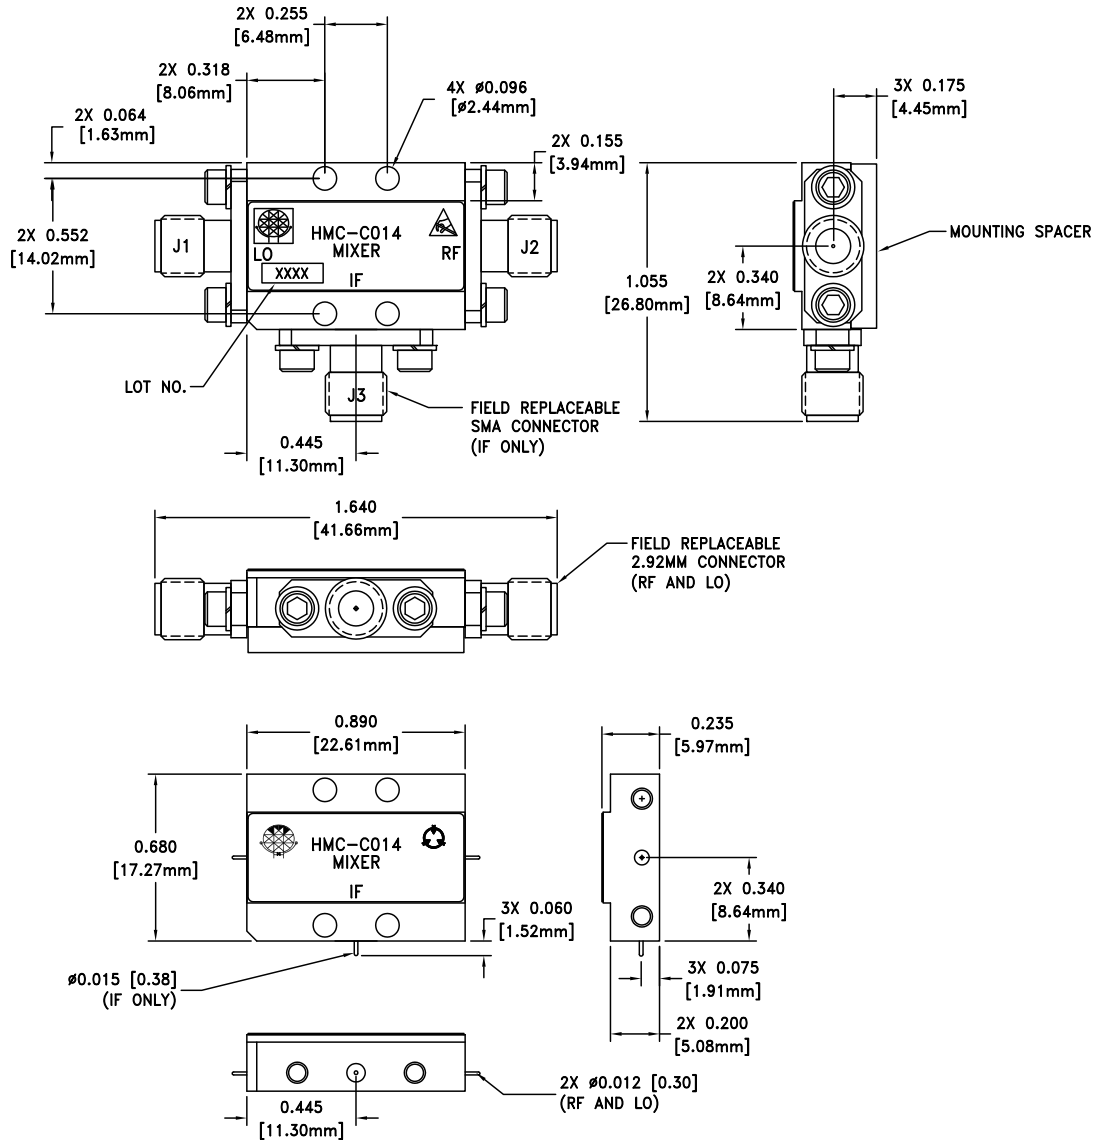 2X 0.255
[6.48mm]
2X 0.318
[8.06mm]
4X ø0.096
[ø2.44mm]
3X 0.175
[4.45mm]
2X 0.064
[1.63mm]
2X 0.155
[3.94mm]
2X 0.552
[14.02mm]
J1
HMC-C014
MIXER
LO
RF
XXXX
IF
J2
J3
1.055
[26.80mm]
2X 0.340
[8.64mm]
MOUNTING SPACER
LOT NO.
FIELD REPLACEABLE
SMA CONNECTOR
(IF ONLY)
0.445
[11.30mm]
1.640
[41.66mm]
FIELD REPLACEABLE
2.92MM CONNECTOR
(RF AND LO)
0.890
[22.61mm]
0.235
[5.97mm]
0.680
[17.27mm]
HMC-C014
MIXER
IF
3X 0.060
[1.52mm]
2X 0.340
[8.64mm]
ø0.015 [0.38]
(IF ONLY)
3X 0.075
[1.91mm]
2X 0.200
[5.08mm]
2X ø0.012 [0.30]
(RF AND LO)
0.445
[11.30mm]